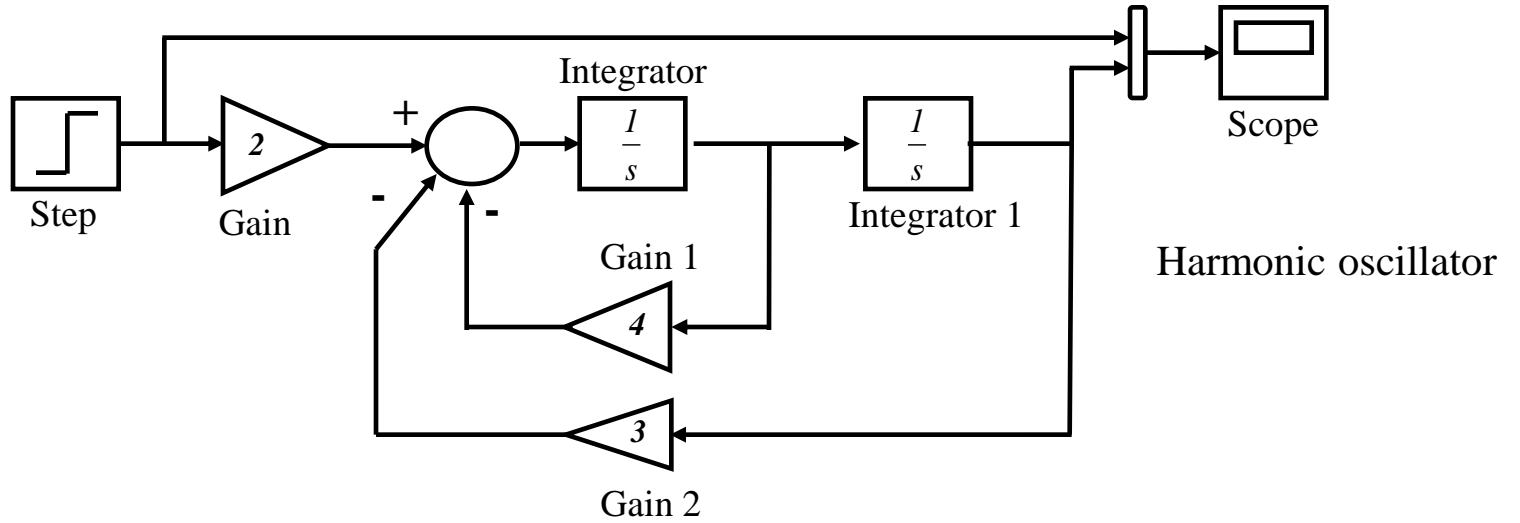 Integrator
+
2
1
s
1
s
Scope
Step
Gain
-
-
Integrator 1
Gain 1
Harmonic oscillator
4
3
Gain 2